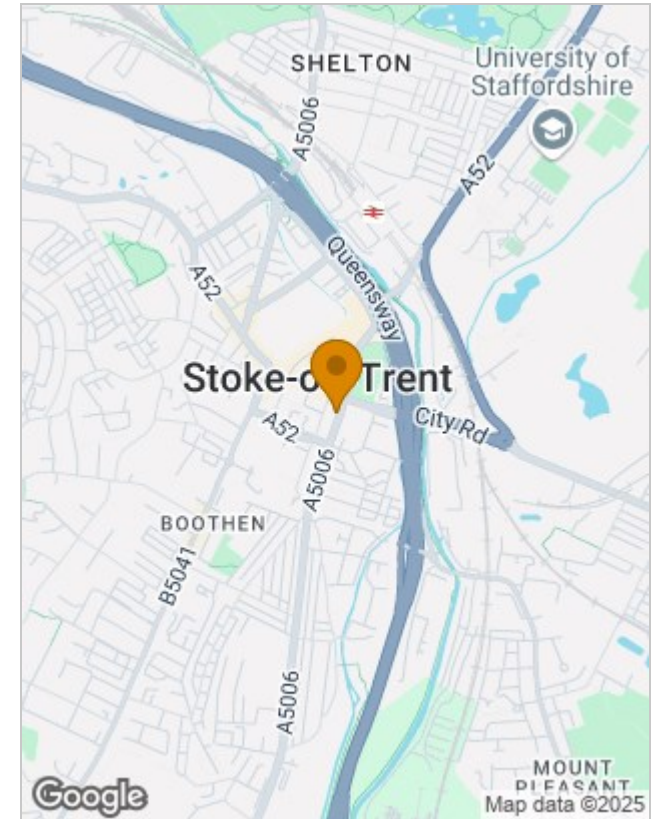 SHELTON
University of
Staffordshire
A5006
A52
Queensway
A52
Stoke-o Trent
City Rd
A52
A5006
BOOTHEN
B5041
A5006
MOUNT
PLEASANT
Google
Map data ©2025